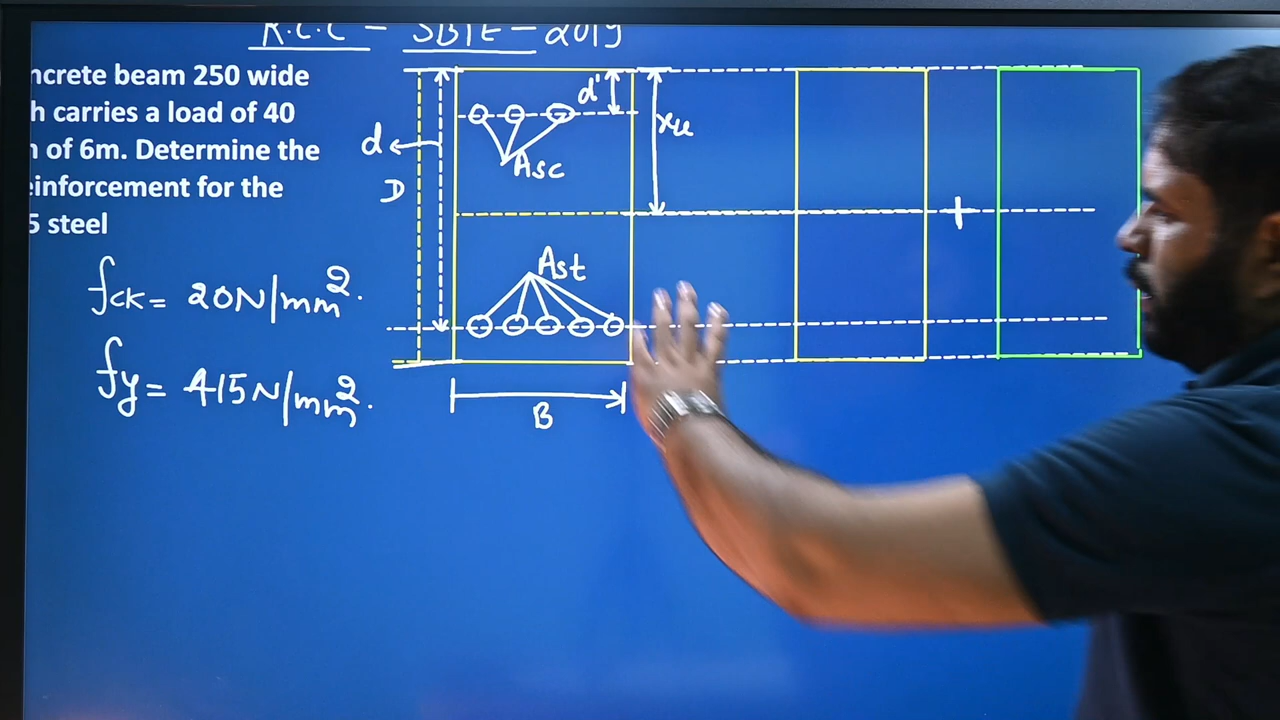 R.C.C - SBTE - 2019
ncrete beam 250 wide
h carries a load of 40
n of 6m. Determine the
einforcement for the
5 steel
fck = 20N/mm².
fy = 415N/mm².
d
D
d'
xu
Asc
Ast
B